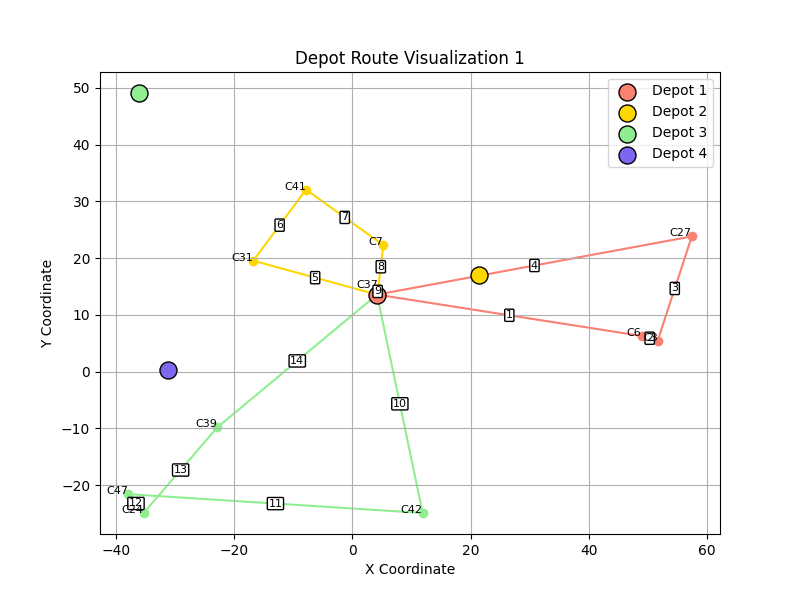 Depot Route Visualization 1
Depot 1
Depot 2
Depot 3
Depot 4
Y Coordinate
50
40
30
20
10
0
−10
−20
−40
−20
0
20
40
60
X Coordinate
C41
7
6
C7
C27
C31
8
4
5
C37
9
3
1
C6
2
14
10
C39
13
C47
12
11
C24
C42